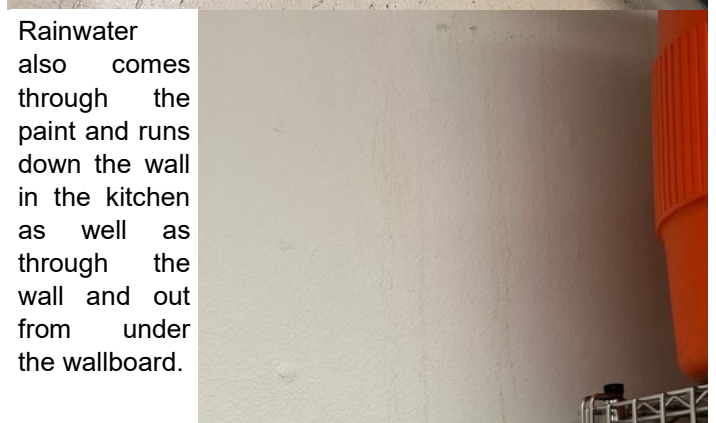 Rainwater
also comes
through the
paint and runs
down the wall
in the kitchen
as well as
through the
wall and out
from under
the wallboard.